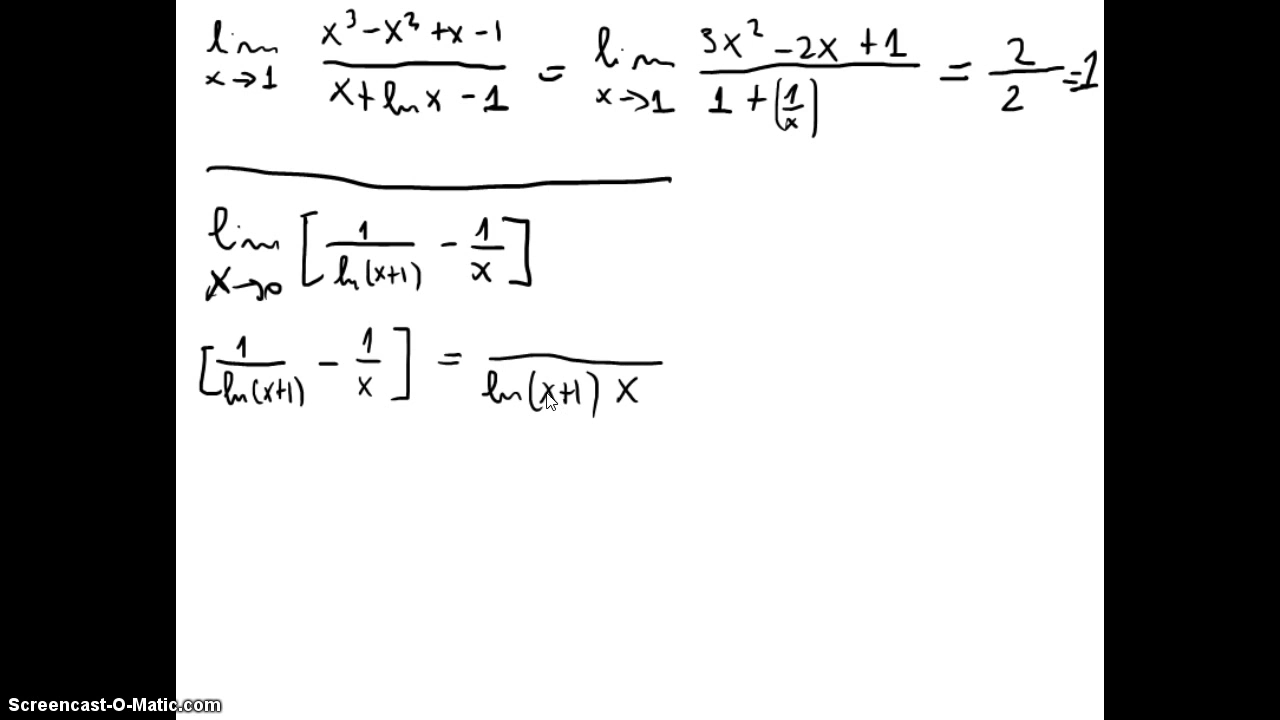 lim x→1 (x³ - x² + x - 1)/(x + ln x - 1) = lim x→1 (3x² - 2x + 1)/(1 + (1/x)) = 2/2 = 1
lim x→0 [1/ln(x+1) - 1/x]
[1/ln(x+1) - 1/x] = /ln(x+1) x
Screencast-O-Matic.com